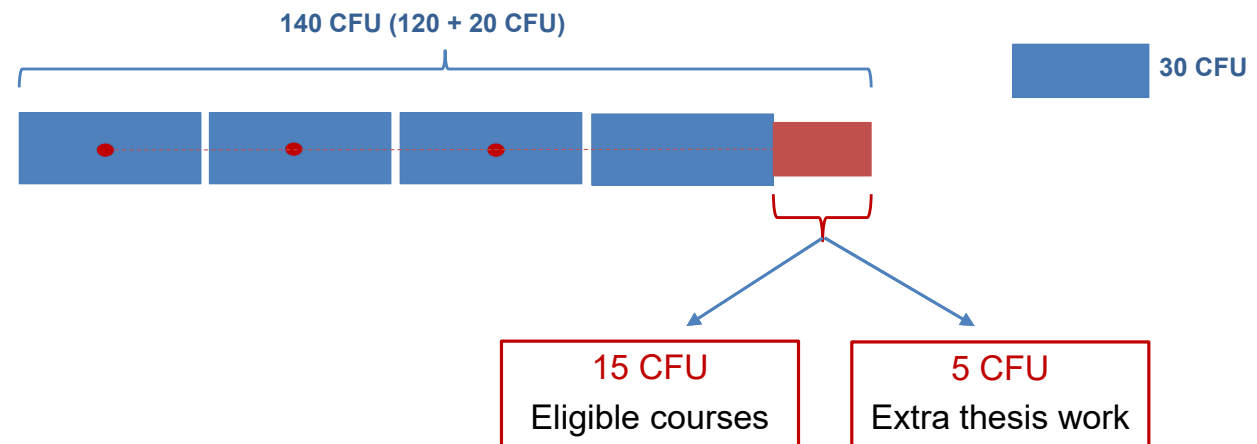 140 CFU (120 + 20 CFU)
30 CFU
15 CFU
Eligible courses
5 CFU
Extra thesis work